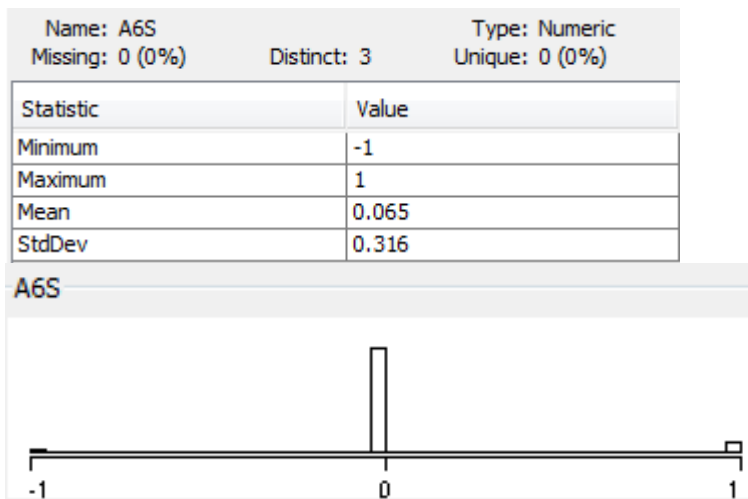 Name: A6S Type: Numeric
Missing: 0 (0%) Distinct: 3 Unique: 0 (0%)
Statistic Value
Minimum -1
Maximum 1
Mean 0.065
StdDev 0.316
A6S
-1 0 1